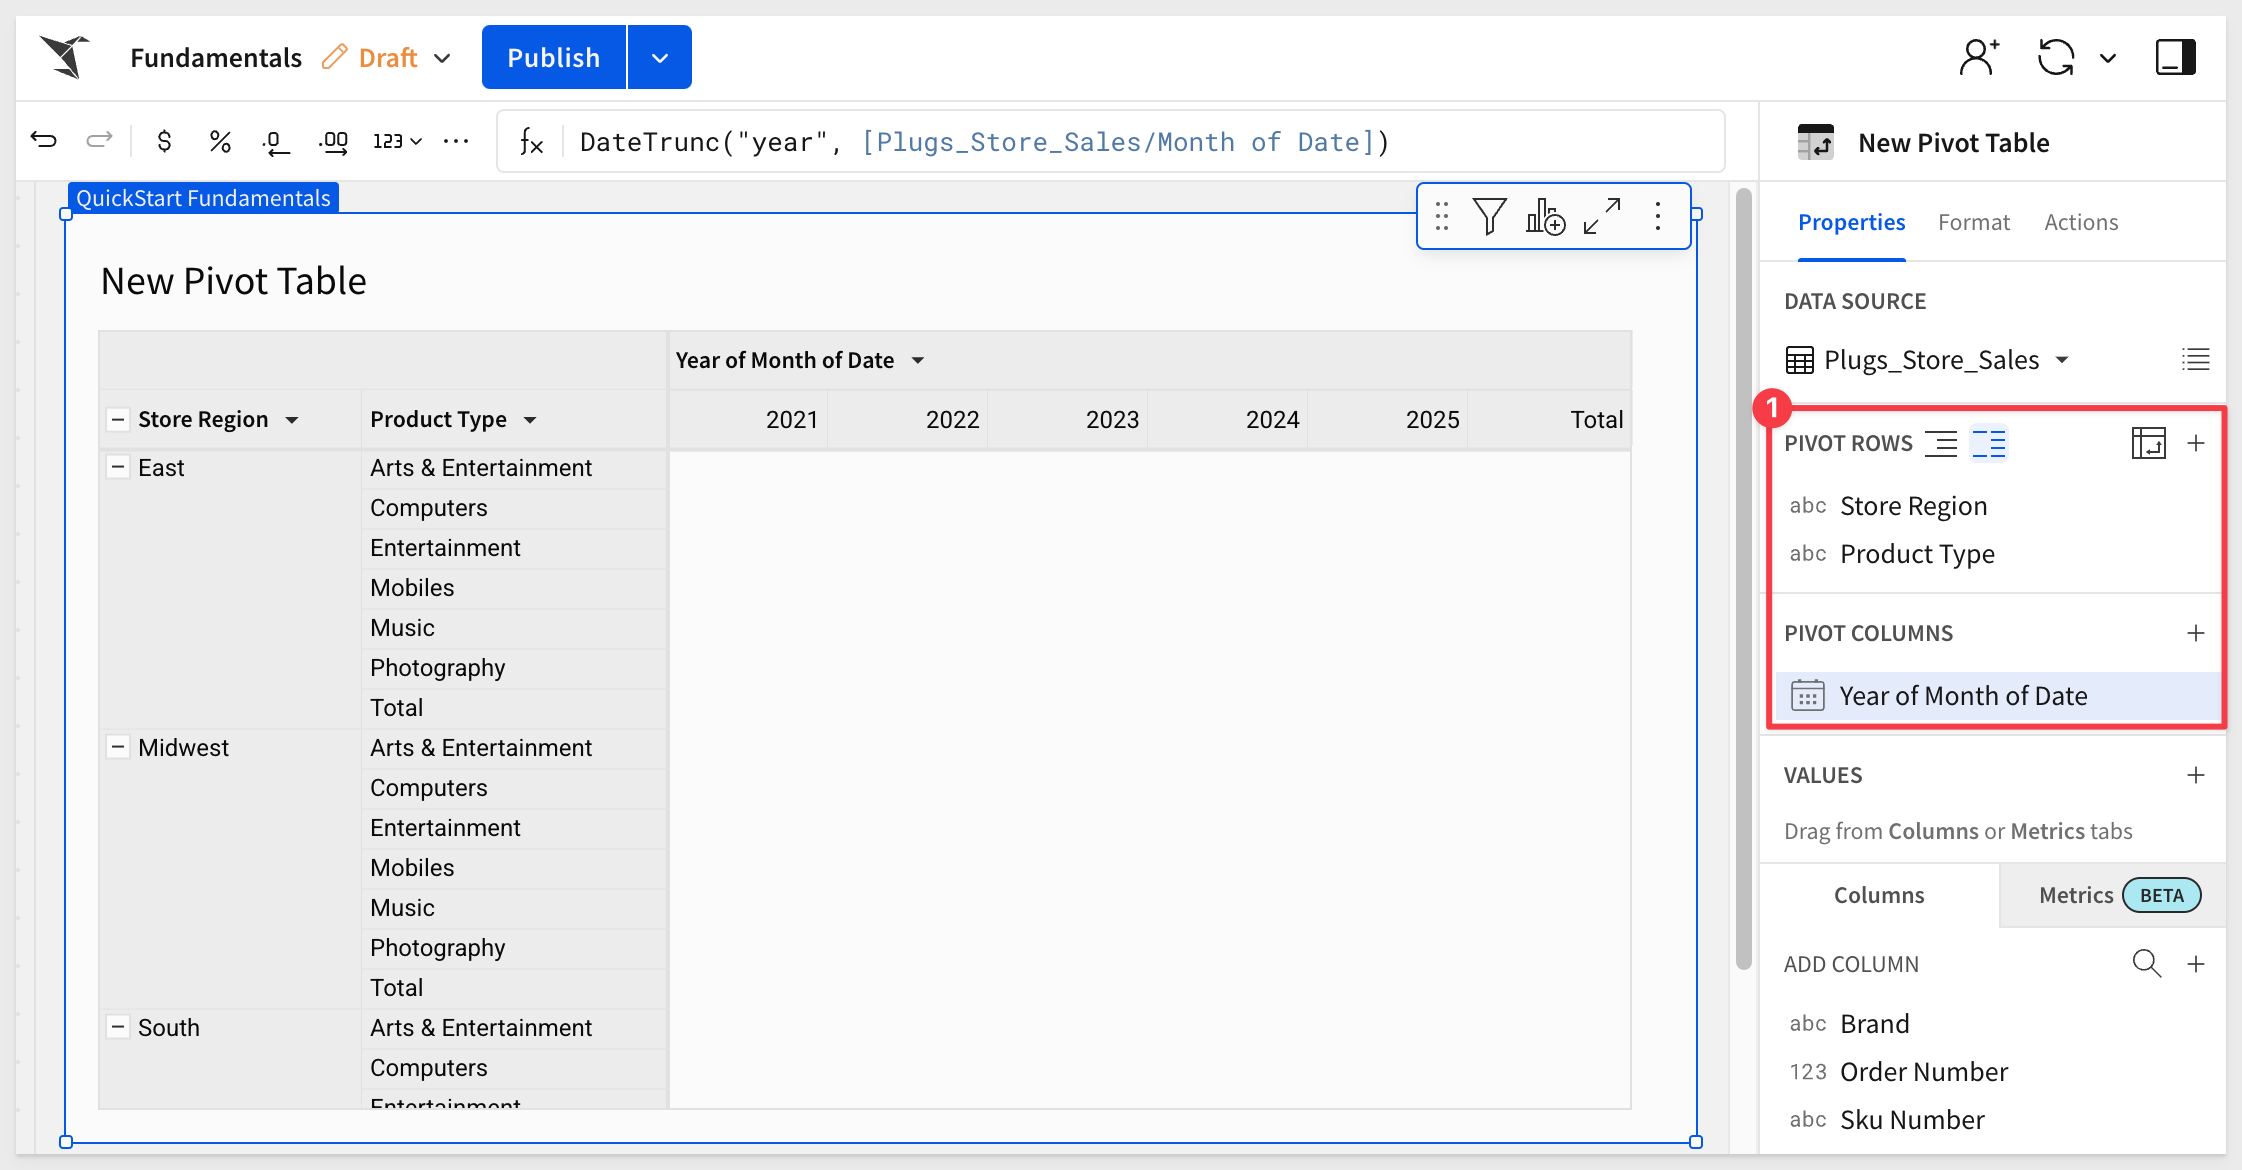 Fundamentals Draft Publish
$ % .0 .00 123 ... fx DateTrunc("year", [Plugs_Store_Sales/Month of Date])
New Pivot Table
QuickStart Fundamentals
Properties Format Actions
New Pivot Table
DATA SOURCE
Plugs_Store_Sales
Year of Month of Date
Store Region Product Type 2021 2022 2023 2024 2025 Total
East Arts & Entertainment
Computers
Entertainment
Mobiles
Music
Photography
Total
Midwest Arts & Entertainment
Computers
Entertainment
Mobiles
Music
Photography
Total
South Arts & Entertainment
Computers
Entertainment
1
PIVOT ROWS
abc Store Region
abc Product Type
PIVOT COLUMNS
Year of Month of Date
VALUES
Drag from Columns or Metrics tabs
Columns Metrics BETA
ADD COLUMN
abc Brand
123 Order Number
abc Sku Number